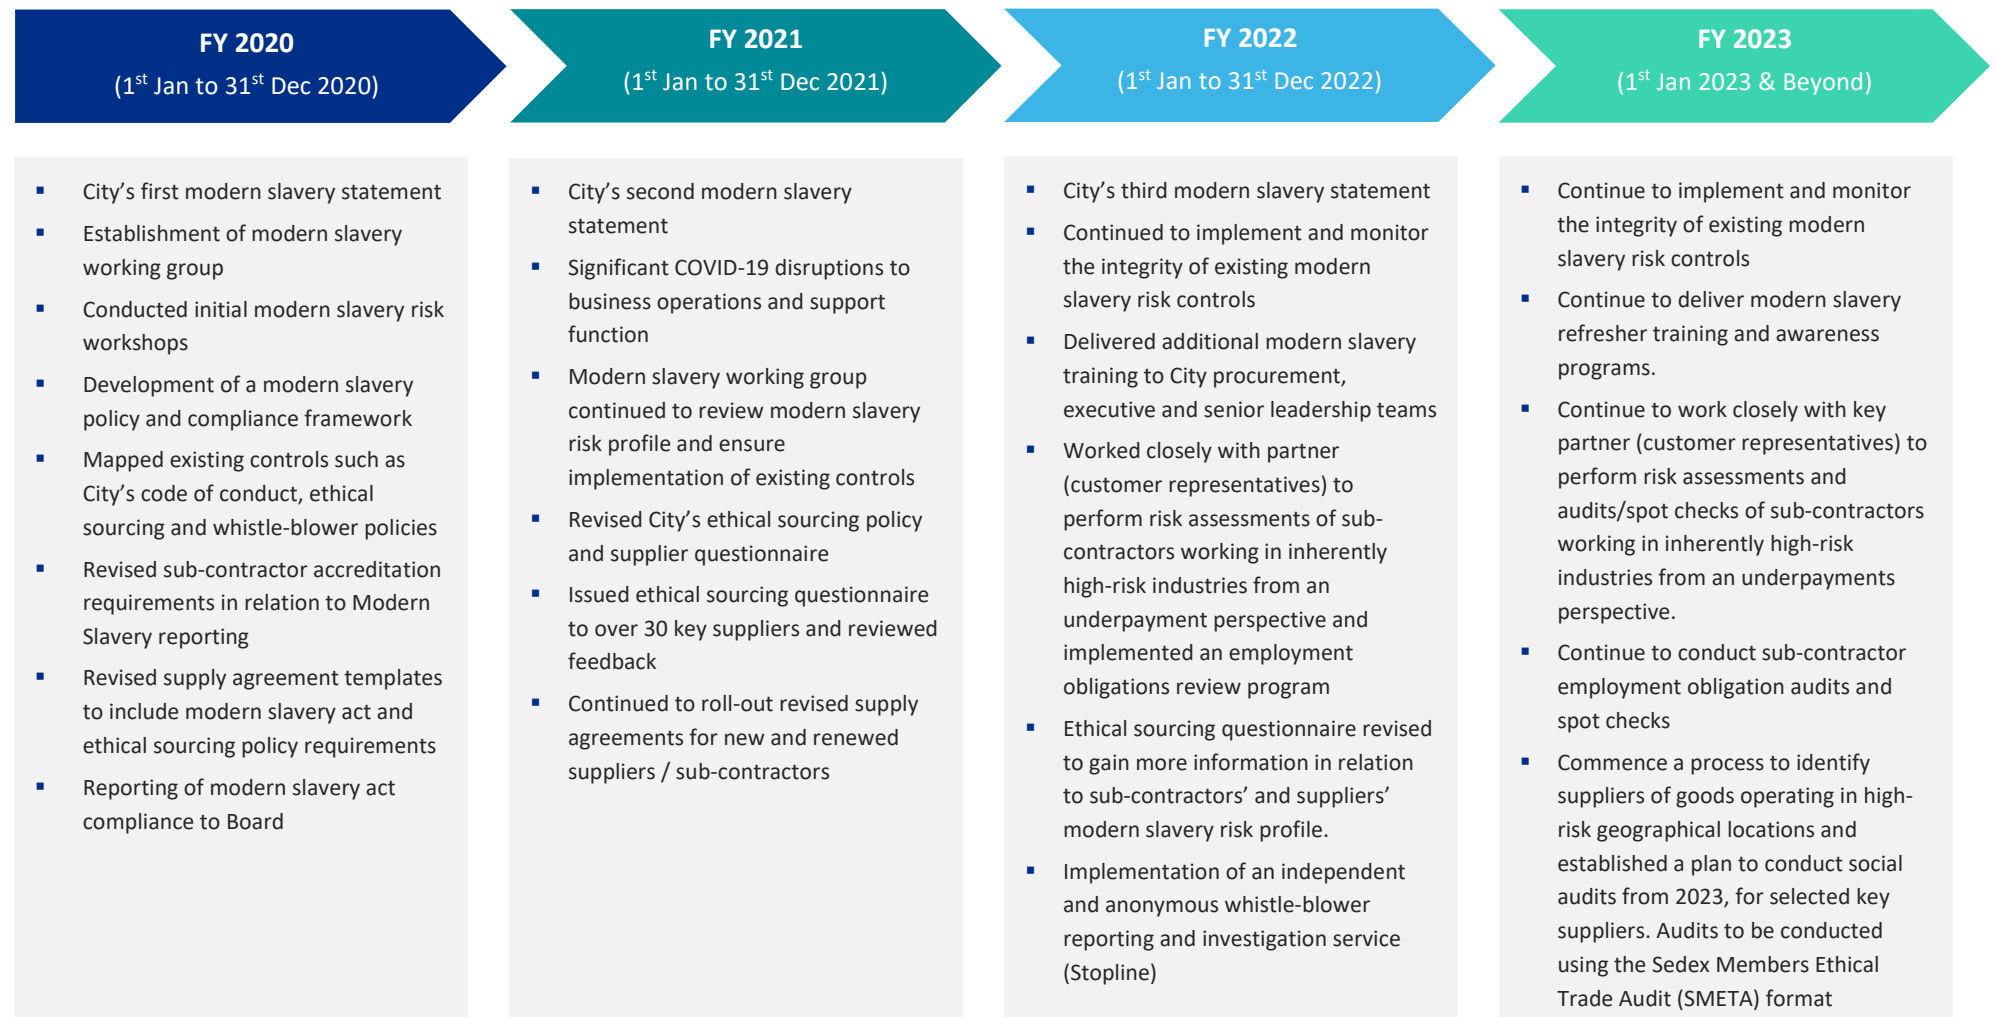 FY 2020
(1st Jan to 31st Dec 2020)
▪ City’s first modern slavery statement
▪ Establishment of modern slavery
working group
▪ Conducted initial modern slavery risk
workshops
▪ Development of a modern slavery
policy and compliance framework
▪ Mapped existing controls such as
City’s code of conduct, ethical
sourcing and whistle-blower policies
▪ Revised sub-contractor accreditation
requirements in relation to Modern
Slavery reporting
▪ Revised supply agreement templates
to include modern slavery act and
ethical sourcing policy requirements
▪ Reporting of modern slavery act
compliance to Board
FY 2021
(1st Jan to 31st Dec 2021)
▪ City’s second modern slavery
statement
▪ Significant COVID-19 disruptions to
business operations and support
function
▪ Modern slavery working group
continued to review modern slavery
risk profile and ensure
implementation of existing controls
▪ Revised City’s ethical sourcing policy
and supplier questionnaire
▪ Issued ethical sourcing questionnaire
to over 30 key suppliers and reviewed
feedback
▪ Continued to roll-out revised supply
agreements for new and renewed
suppliers / sub-contractors
FY 2022
(1st Jan to 31st Dec 2022)
▪ City’s third modern slavery statement
▪ Continued to implement and monitor
the integrity of existing modern
slavery risk controls
▪ Delivered additional modern slavery
training to City procurement,
executive and senior leadership teams
▪ Worked closely with partner
(customer representatives) to
perform risk assessments of sub-
contractors working in inherently
high-risk industries from an
underpayment perspective and
implemented an employment
obligations review program
▪ Ethical sourcing questionnaire revised
to gain more information in relation
to sub-contractors’ and suppliers’
modern slavery risk profile.
▪ Implementation of an independent
and anonymous whistle-blower
reporting and investigation service
(Stopline)
FY 2023
(1st Jan 2023 & Beyond)
▪ Continue to implement and monitor
the integrity of existing modern
slavery risk controls
▪ Continue to deliver modern slavery
refresher training and awareness
programs.
▪ Continue to work closely with key
partner (customer representatives) to
perform risk assessments and
audits/spot checks of sub-contractors
working in inherently high-risk
industries from an underpayments
perspective.
▪ Continue to conduct sub-contractor
employment obligation audits and
spot checks
▪ Commence a process to identify
suppliers of goods operating in high-
risk geographical locations and
established a plan to conduct social
audits from 2023, for selected key
suppliers. Audits to be conducted
using the Sedex Members Ethical
Trade Audit (SMETA) format